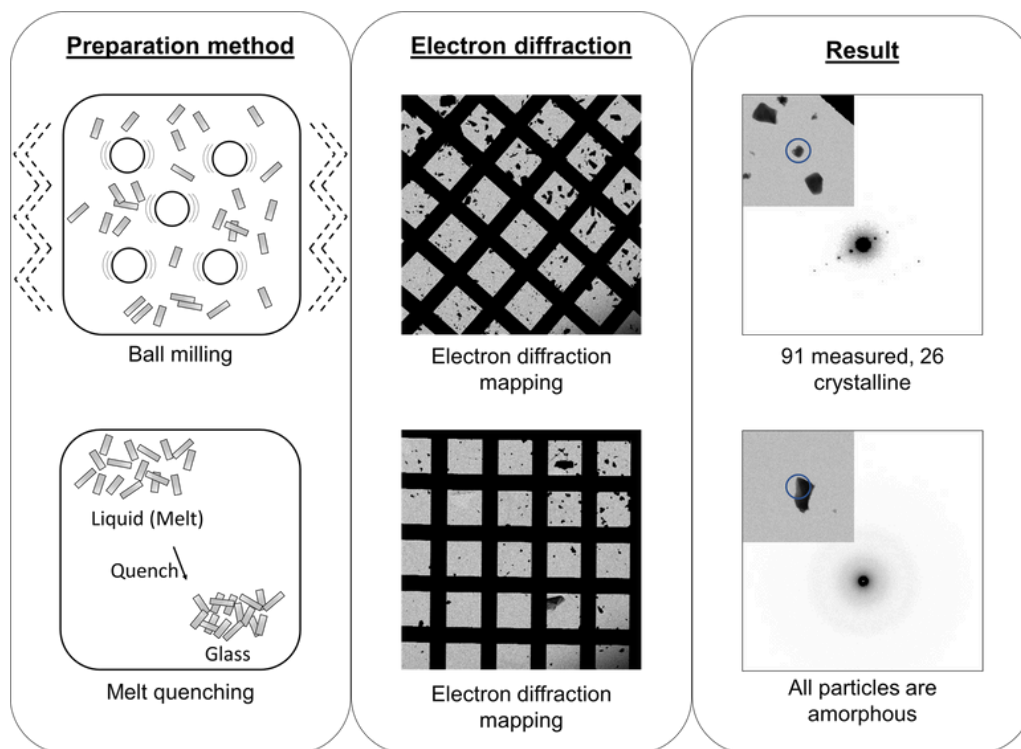 Preparation method
Electron diffraction
Result
Ball milling
Electron diffraction
mapping
91 measured, 26
crystalline
Liquid (Melt)
Quench
Glass
Melt quenching
Electron diffraction
mapping
All particles are
amorphous